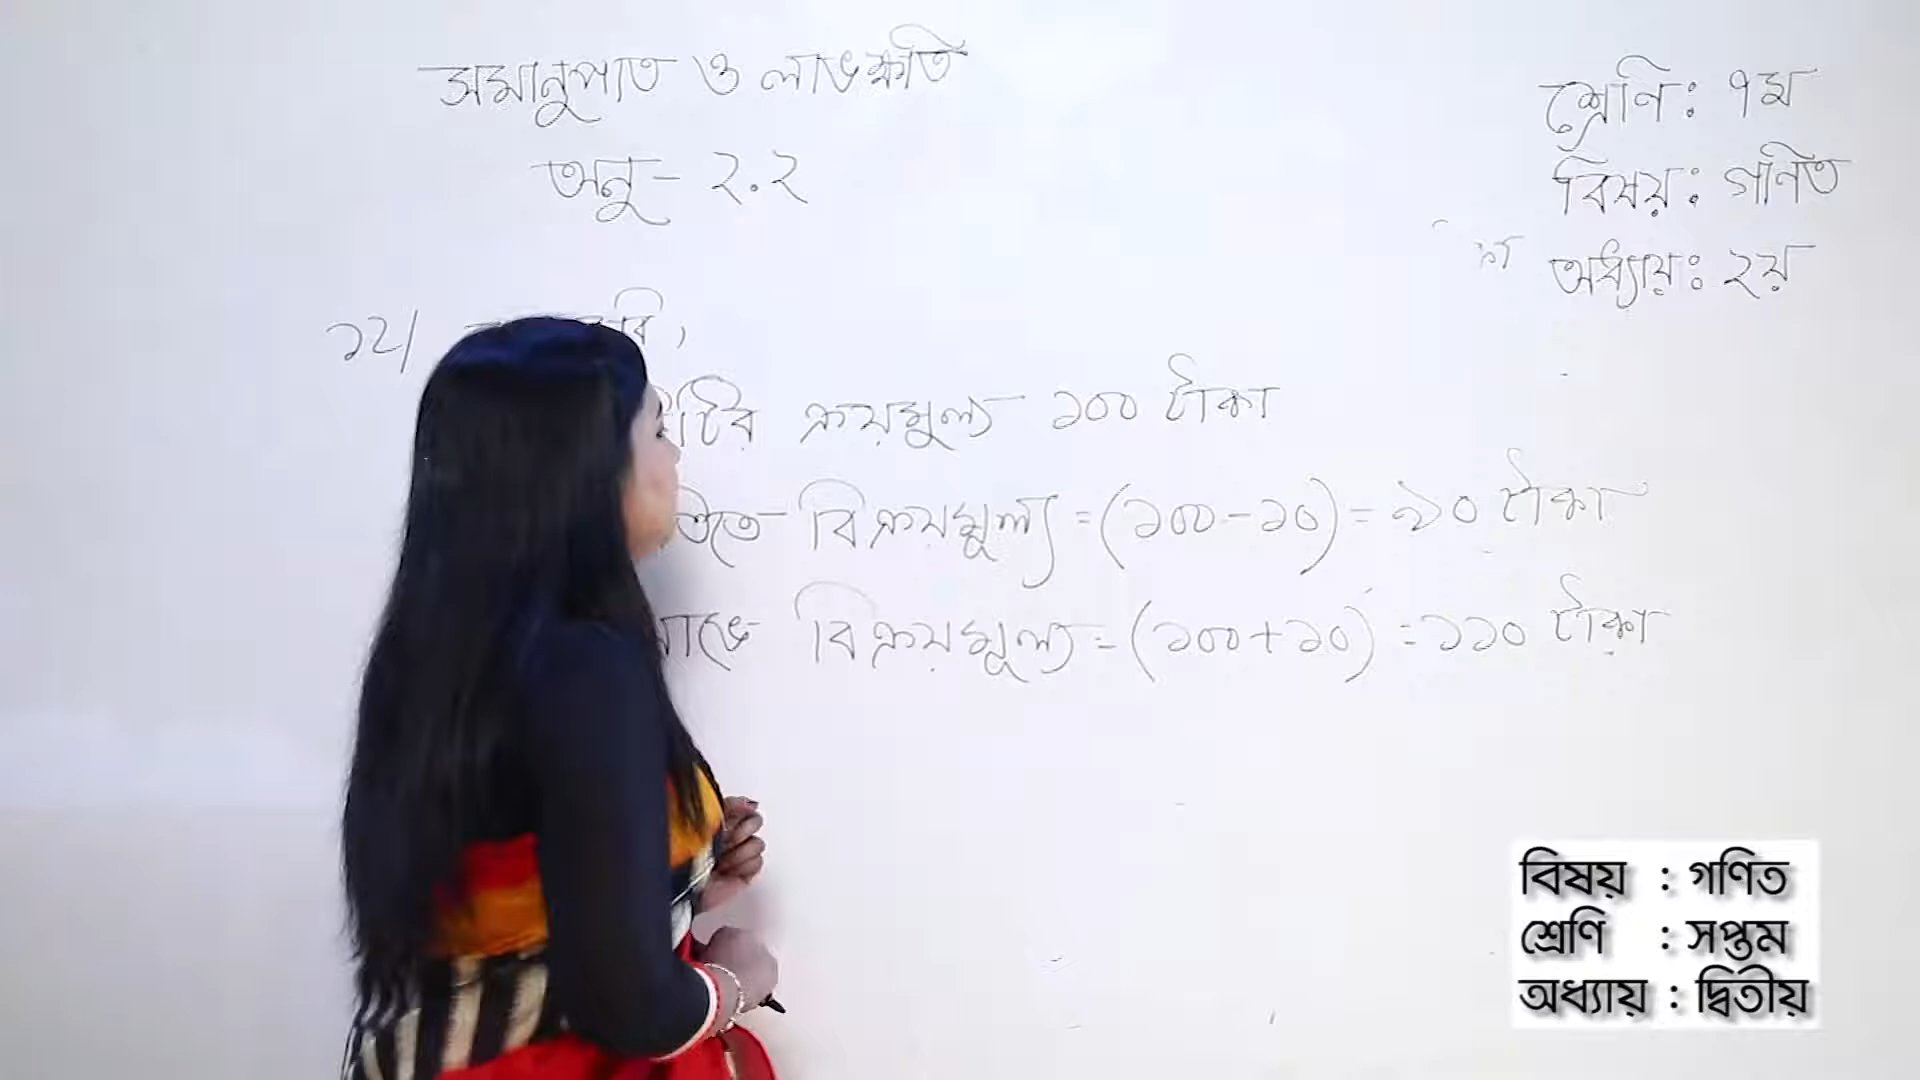 সমানুপাত ও লাভক্ষতি
অনু- ২.২
শ্রেণি: ৭ম
বিষয়: গণিত
অধ্যায়: ২য়
১২/
টির ক্রয়মূল্য ১০০ টাকা
তিতে বিক্রয়মূল্য = (১০০-১০) = ৯০ টাকা
লাভে বিক্রয়মূল্য = (১০০+১০) = ১১০ টাকা
বিষয় : গণিত
শ্রেণি : সপ্তম
অধ্যায় : দ্বিতীয়